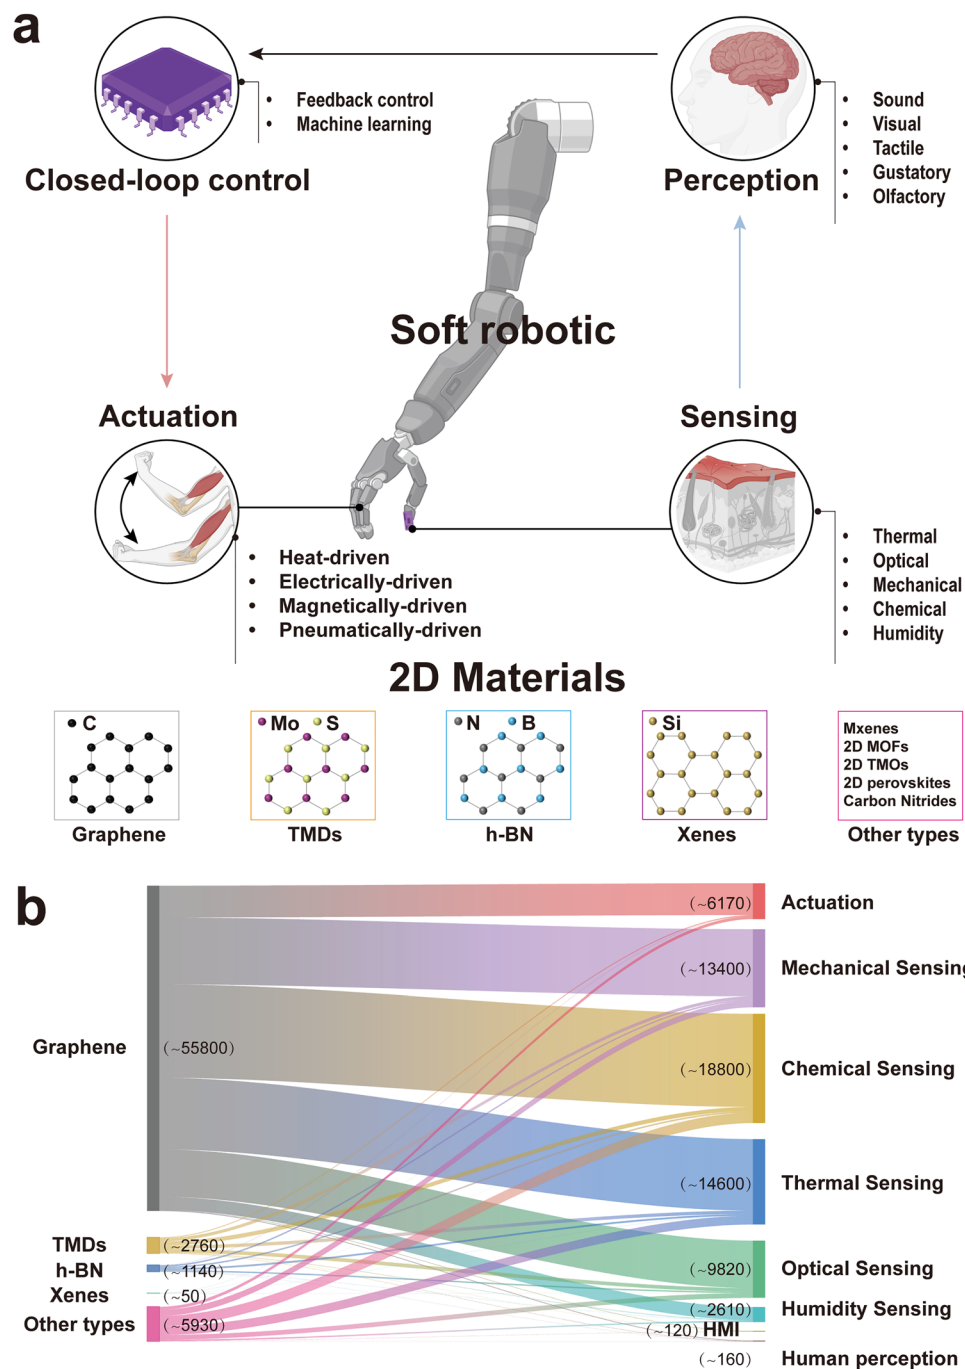 a
• Feedback control
• Machine learning
Closed-loop control
Perception
• Sound
• Visual
• Tactile
• Gustatory
• Olfactory
Soft robotic
Actuation
Sensing
• Heat-driven
• Electrically-driven
• Magnetically-driven
• Pneumatically-driven
• Thermal
• Optical
• Mechanical
• Chemical
• Humidity
2D Materials
C
Mo S
N B
Si
Mxenes
2D MOFs
2D TMOs
2D perovskites
Carbon Nitrides
Graphene
TMDs
h-BN
Xenes
Other types
b
(~6170) Actuation
(~13400) Mechanical Sensing
Graphene (~55800)
(~18800) Chemical Sensing
(~14600) Thermal Sensing
TMDs (~2760)
h-BN (~1140)
Xenes (~50)
Other types (~5930)
(~9820) Optical Sensing
(~2610) Humidity Sensing
(~120) HMI
(~160) Human perception